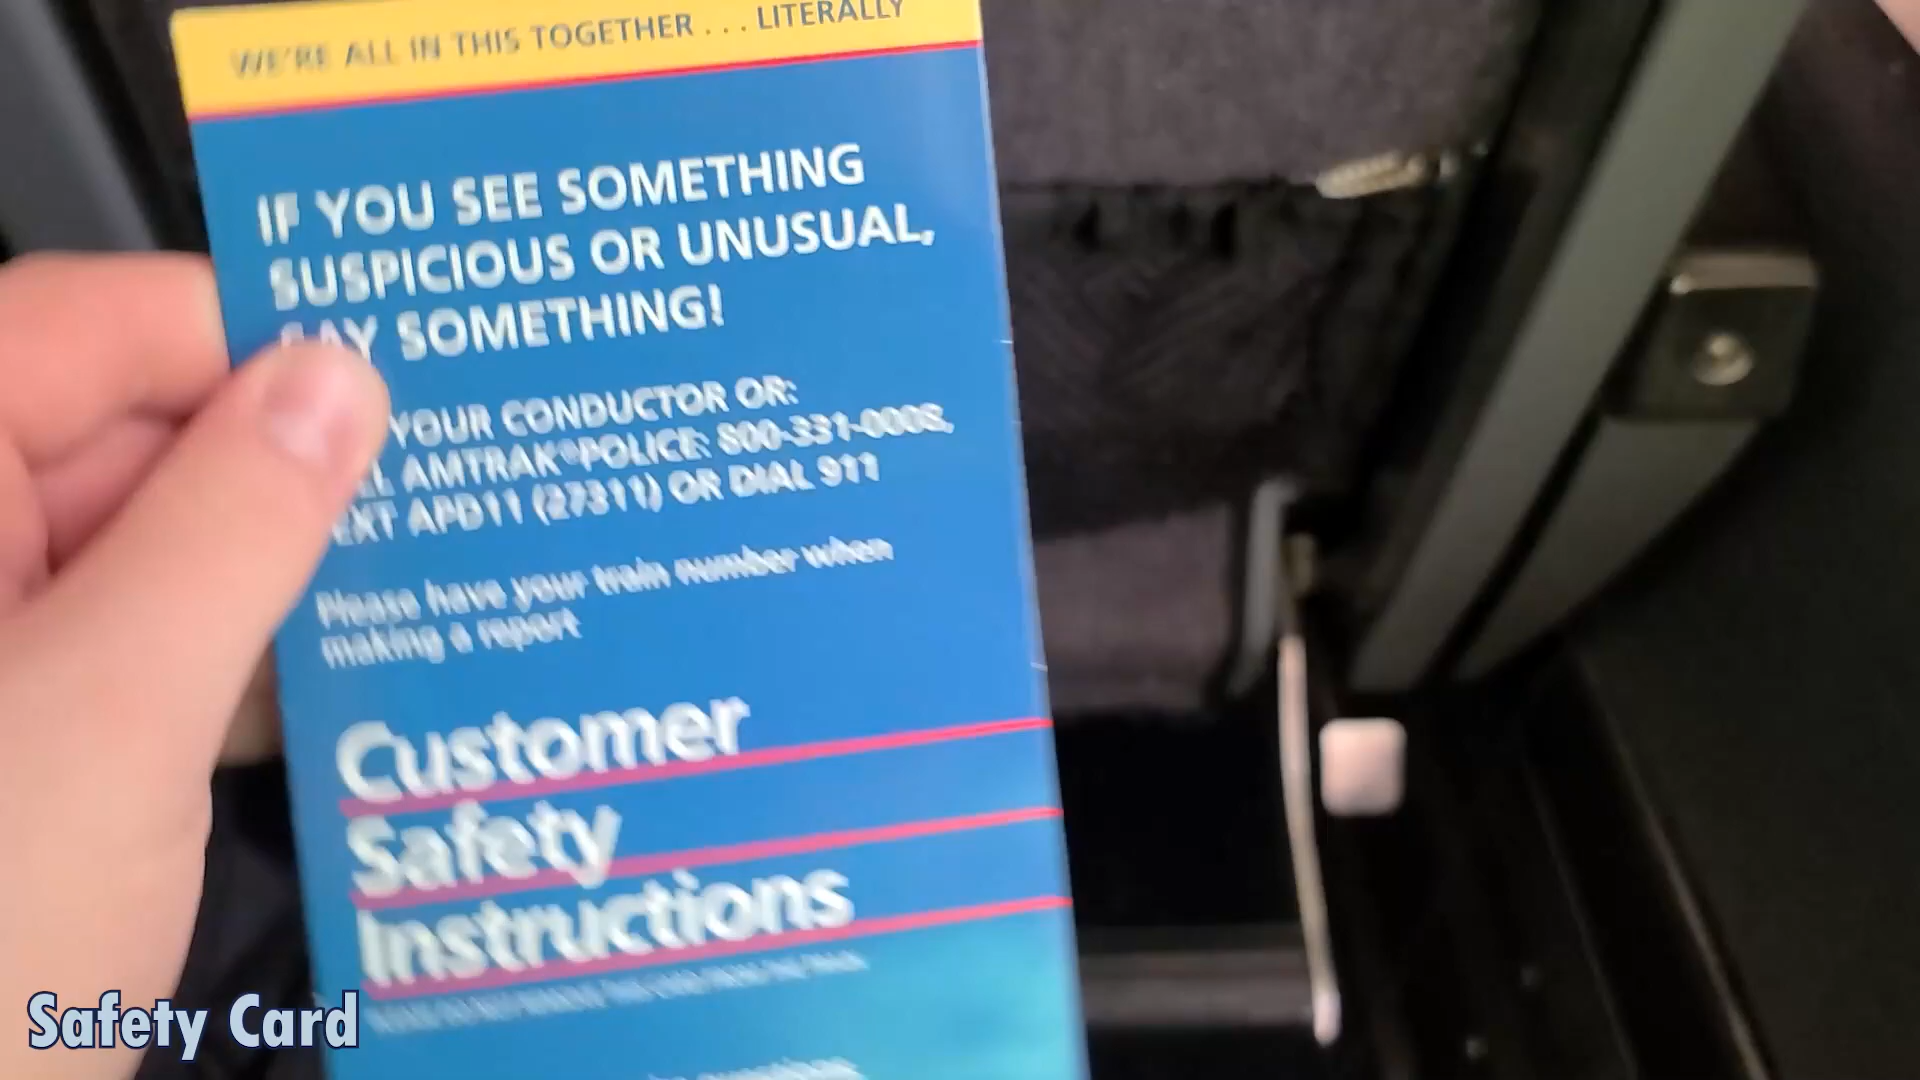 WE'RE ALL IN THIS TOGETHER . . . LITERALLY
IF YOU SEE SOMETHING
SUSPICIOUS OR UNUSUAL,
SAY SOMETHING!
YOUR CONDUCTOR OR:
AMTRAK® POLICE: 800-331-0008,
EXT APD11 (27311) OR DIAL 911
Please have your train number when
making a report
Customer
Safety
Instructions
Safety Card